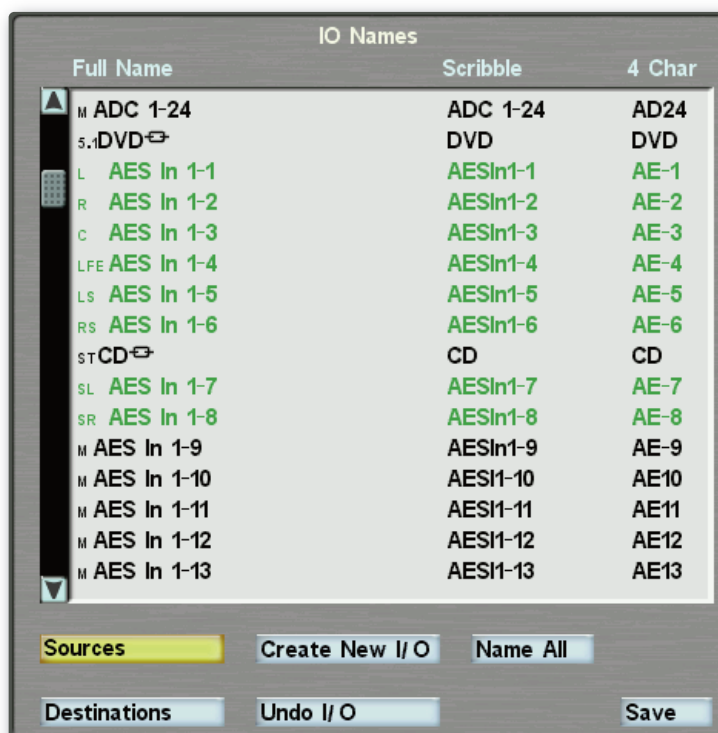 IO Names
Full Name Scribble 4 Char
M ADC 1-24 ADC 1-24 AD24
5.1 DVD DVD DVD
L AES In 1-1 AESIn1-1 AE-1
R AES In 1-2 AESIn1-2 AE-2
C AES In 1-3 AESIn1-3 AE-3
LFE AES In 1-4 AESIn1-4 AE-4
LS AES In 1-5 AESIn1-5 AE-5
RS AES In 1-6 AESIn1-6 AE-6
ST CD CD CD
SL AES In 1-7 AESIn1-7 AE-7
SR AES In 1-8 AESIn1-8 AE-8
M AES In 1-9 AESIn1-9 AE-9
M AES In 1-10 AESI1-10 AE10
M AES In 1-11 AESI1-11 AE11
M AES In 1-12 AESI1-12 AE12
M AES In 1-13 AESI1-13 AE13
Sources Create New I/O Name All
Destinations Undo I/O Save